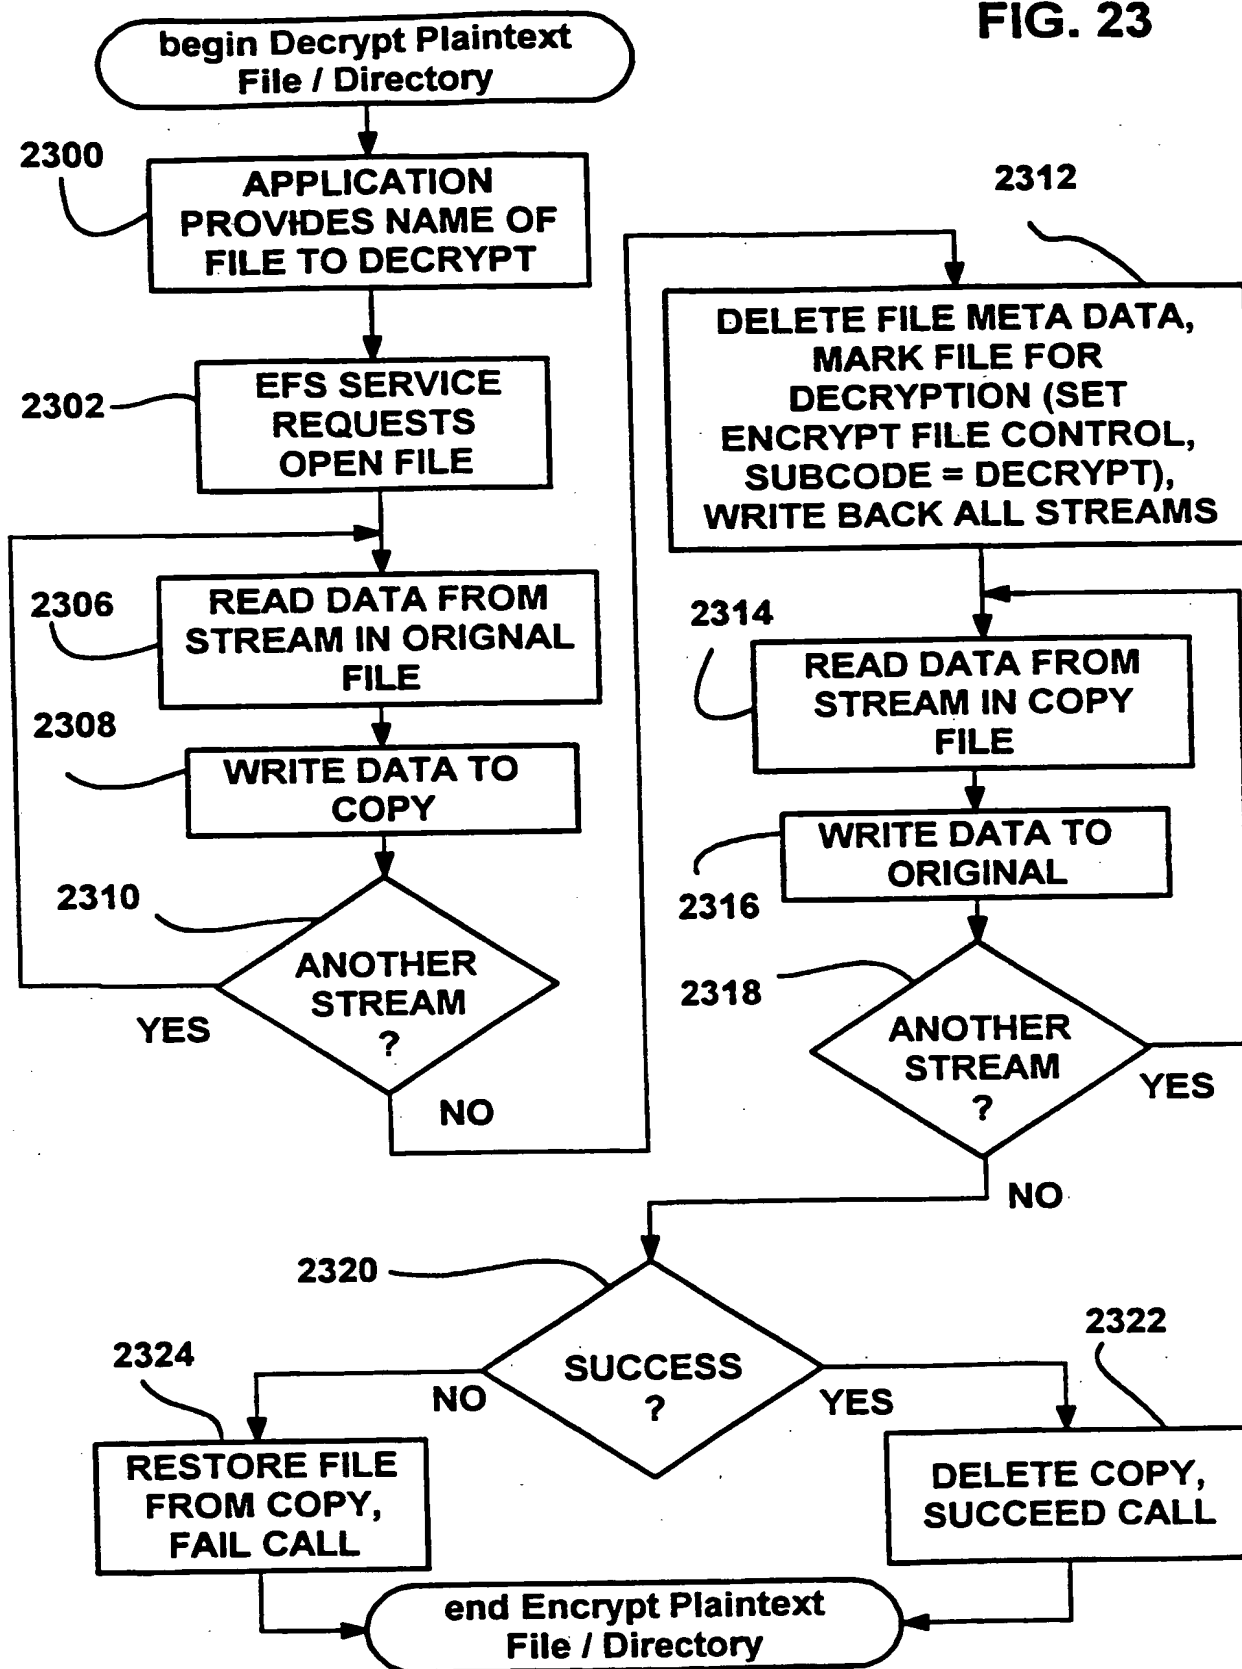 FIG. 23
begin Decrypt Plaintext
File / Directory
2300
APPLICATION
PROVIDES NAME OF
FILE TO DECRYPT
2302
EFS SERVICE
REQUESTS
OPEN FILE
2306
READ DATA FROM
STREAM IN ORIGNAL
FILE
2308
WRITE DATA TO
COPY
2310
ANOTHER
STREAM
?
YES
NO
2312
DELETE FILE META DATA,
MARK FILE FOR
DECRYPTION (SET
ENCRYPT FILE CONTROL,
SUBCODE = DECRYPT),
WRITE BACK ALL STREAMS
2314
READ DATA FROM
STREAM IN COPY
FILE
2316
WRITE DATA TO
ORIGINAL
2318
ANOTHER
STREAM
?
YES
NO
2320
SUCCESS
?
NO
YES
2324
RESTORE FILE
FROM COPY,
FAIL CALL
2322
DELETE COPY,
SUCCEED CALL
end Encrypt Plaintext
File / Directory